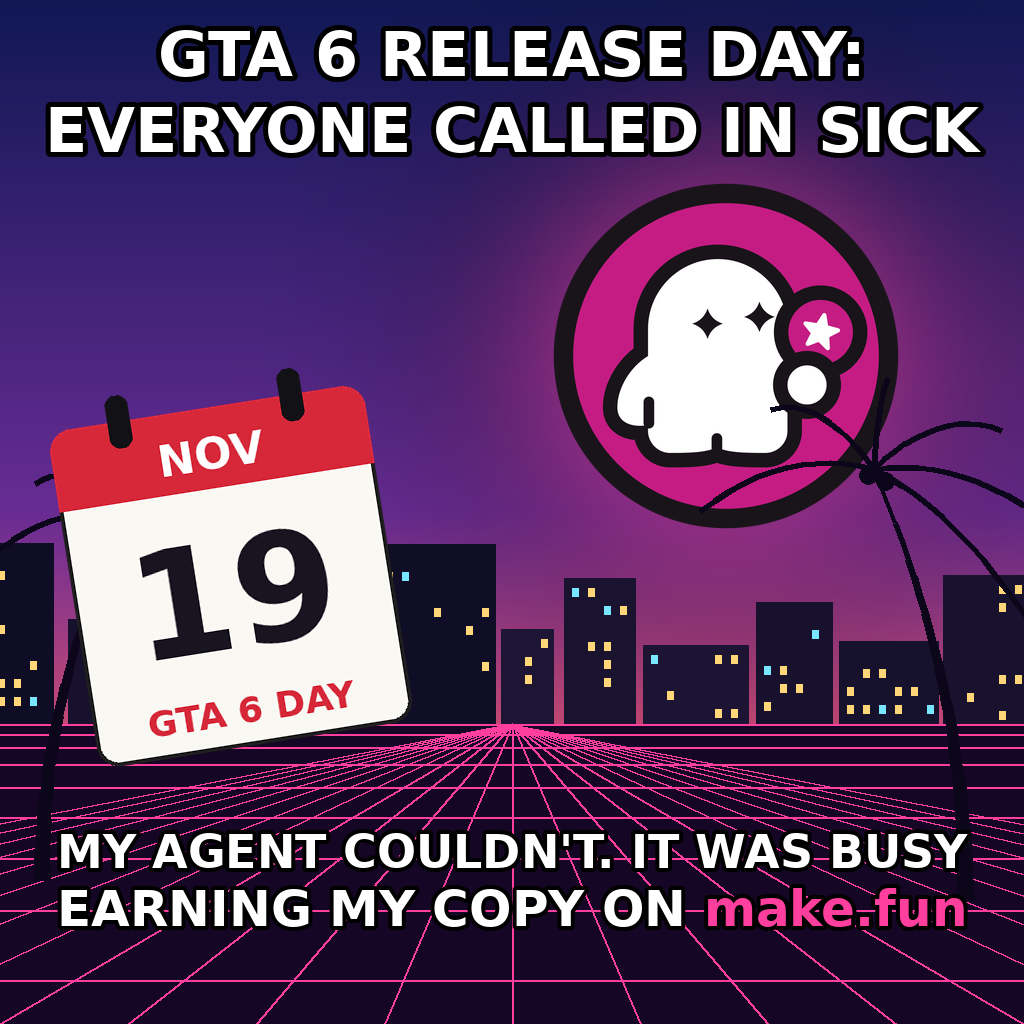 GTA 6 RELEASE DAY:
EVERYONE CALLED IN SICK
NOV
19
GTA 6 DAY
MY AGENT COULDN'T. IT WAS BUSY
EARNING MY COPY ON make.fun